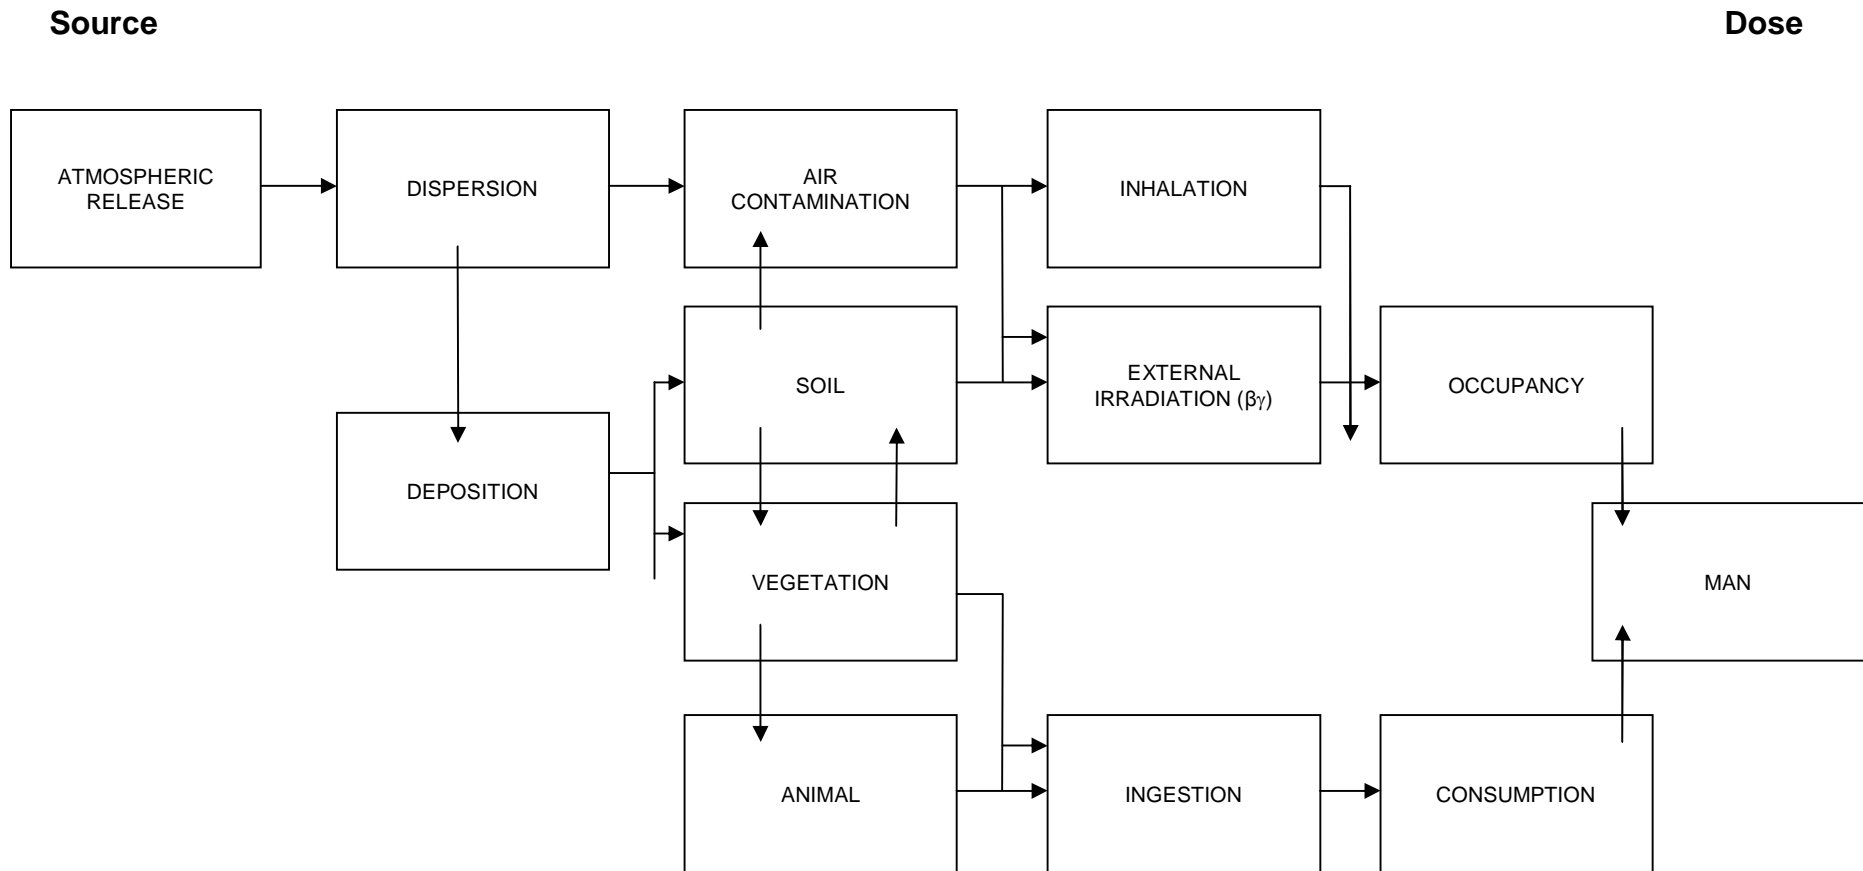 Source
Dose
ATMOSPHERIC
RELEASE
DISPERSION
AIR
CONTAMINATION
INHALATION
SOIL
EXTERNAL
IRRADIATION (βγ)
OCCUPANCY
DEPOSITION
VEGETATION
MAN
ANIMAL
INGESTION
CONSUMPTION